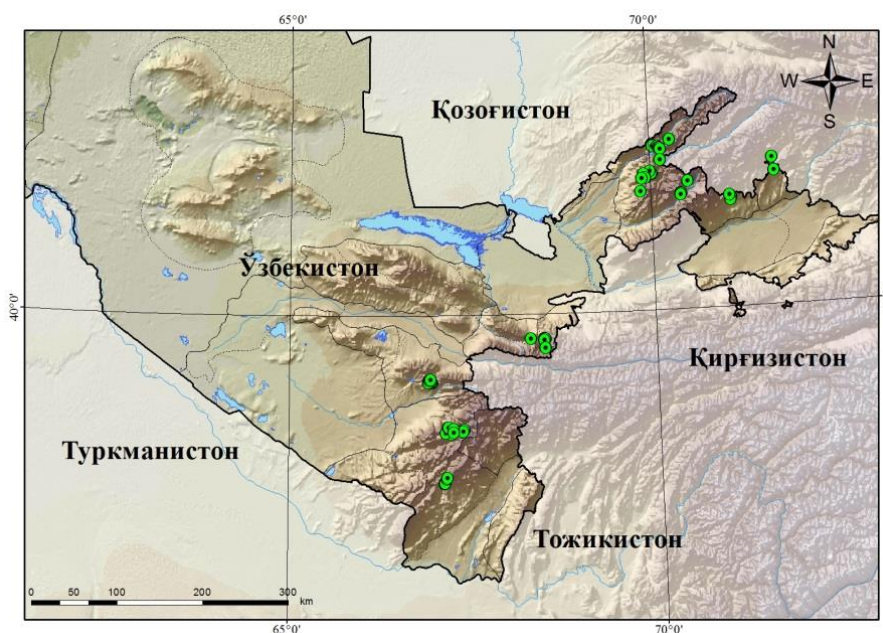 65°0'
70°0'
N
W
E
S
Қозоғистон
Ўзбекистон
40°0'
40°0'
Қирғизистон
Туркманистон
Тожикистон
0 50 100 200 300
km
65°0'
70°0'